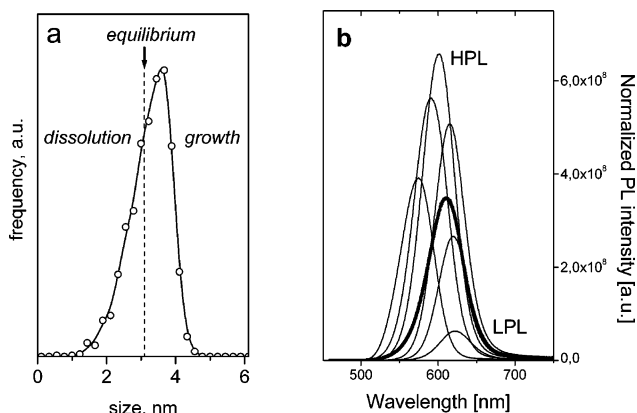 a
equilibrium
dissolution
growth
frequency, a.u.
0 2 4 6
size, nm
b
HPL
LPL
6,0x10⁸
4,0x10⁸
2,0x10⁸
0,0
Normalized PL intensity [a.u.]
500 600 700
Wavelength [nm]